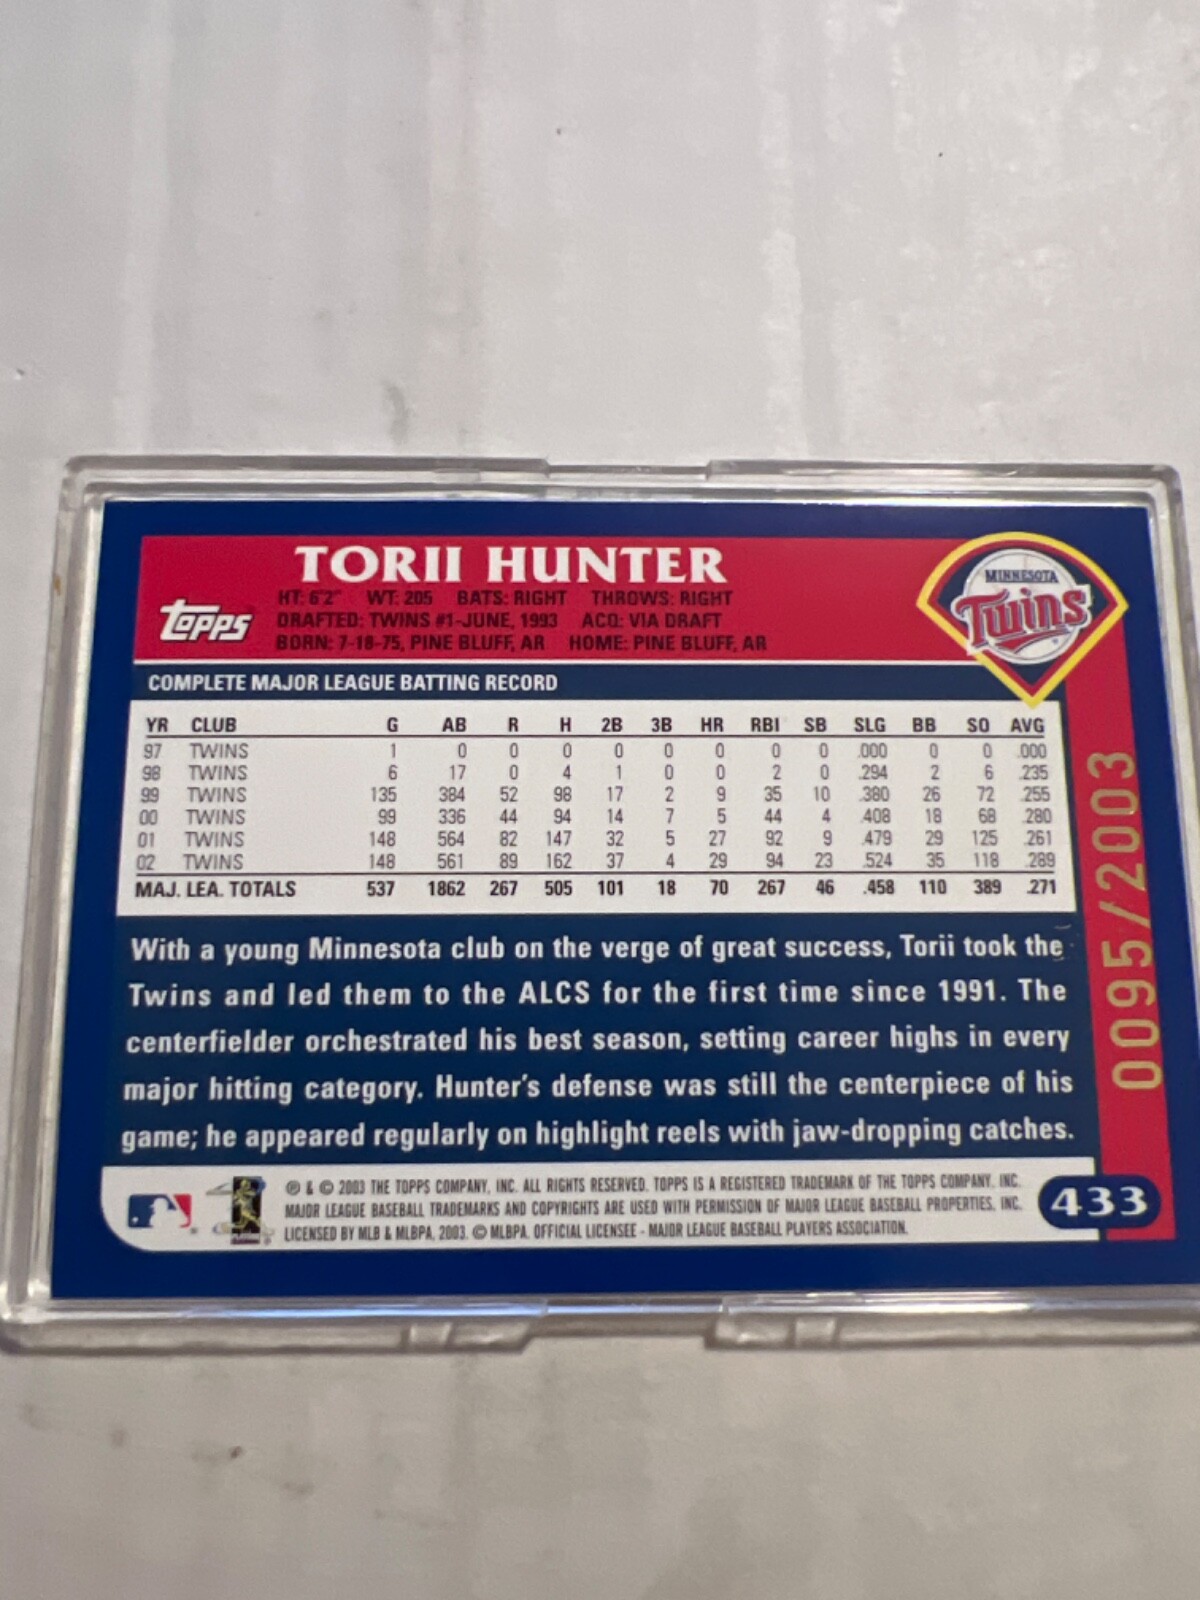 TORII HUNTER
Topps
HT: 6'2" WT: 205 BATS: RIGHT THROWS: RIGHT
DRAFTED: TWINS #1-JUNE, 1993 ACQ: VIA DRAFT
BORN: 7-18-75, PINE BLUFF, AR HOME: PINE BLUFF, AR
MINNESOTA
Twins
COMPLETE MAJOR LEAGUE BATTING RECORD
YR CLUB G AB R H 2B 3B HR RBI SB SLG BB SO AVG
97 TWINS 1 0 0 0 0 0 0 0 0 .000 0 0 .000
98 TWINS 6 17 0 4 1 0 0 2 0 .294 2 6 .235
99 TWINS 135 384 52 98 17 2 9 35 10 .380 26 72 .255
00 TWINS 99 336 44 94 14 7 5 44 4 .408 18 68 .280
01 TWINS 148 564 82 147 32 5 27 92 9 .479 29 125 .261
02 TWINS 148 561 89 162 37 4 29 94 23 .524 35 118 .289
MAJ. LEA. TOTALS 537 1862 267 505 101 18 70 267 46 .458 110 389 .271
0095/2003
With a young Minnesota club on the verge of great success, Torii took the
Twins and led them to the ALCS for the first time since 1991. The
centerfielder orchestrated his best season, setting career highs in every
major hitting category. Hunter's defense was still the centerpiece of his
game; he appeared regularly on highlight reels with jaw-dropping catches.
℗ & © 2003 THE TOPPS COMPANY, INC. ALL RIGHTS RESERVED. TOPPS IS A REGISTERED TRADEMARK OF THE TOPPS COMPANY, INC.
MAJOR LEAGUE BASEBALL TRADEMARKS AND COPYRIGHTS ARE USED WITH PERMISSION OF MAJOR LEAGUE BASEBALL PROPERTIES, INC.
LICENSED BY MLB & MLBPA, 2003. © MLBPA. OFFICIAL LICENSEE - MAJOR LEAGUE BASEBALL PLAYERS ASSOCIATION.
433